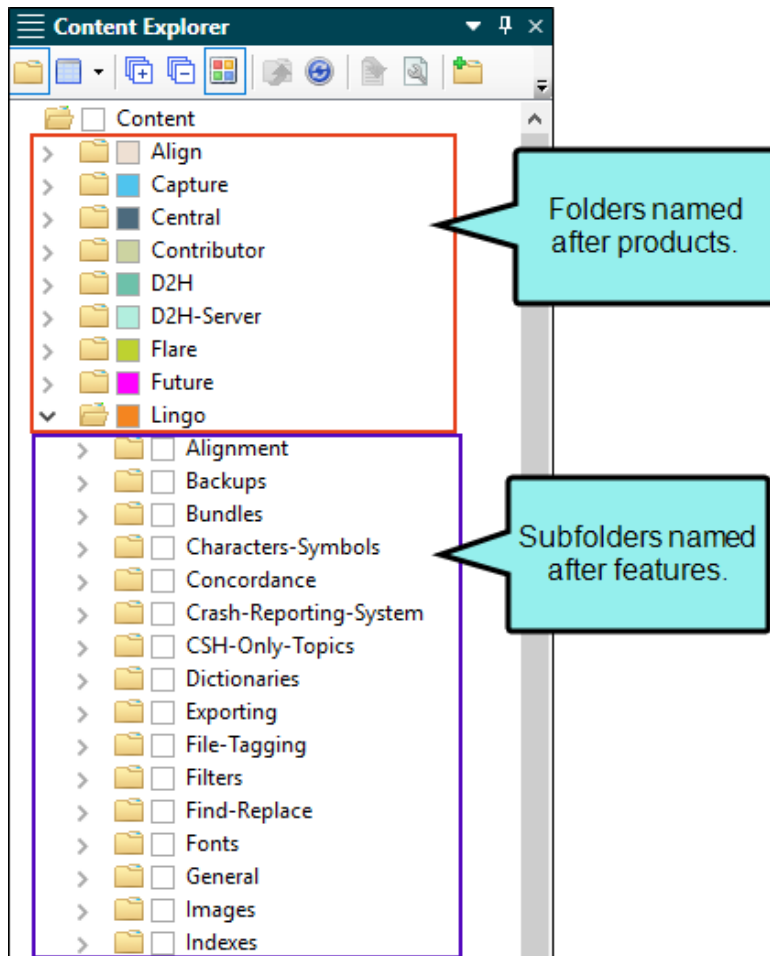 Content Explorer
Content
Align
Capture
Central
Contributor
D2H
D2H-Server
Flare
Future
Lingo
Alignment
Backups
Bundles
Characters-Symbols
Concordance
Crash-Reporting-System
CSH-Only-Topics
Dictionaries
Exporting
File-Tagging
Filters
Find-Replace
Fonts
General
Images
Indexes
Folders named
after products.
Subfolders named
after features.